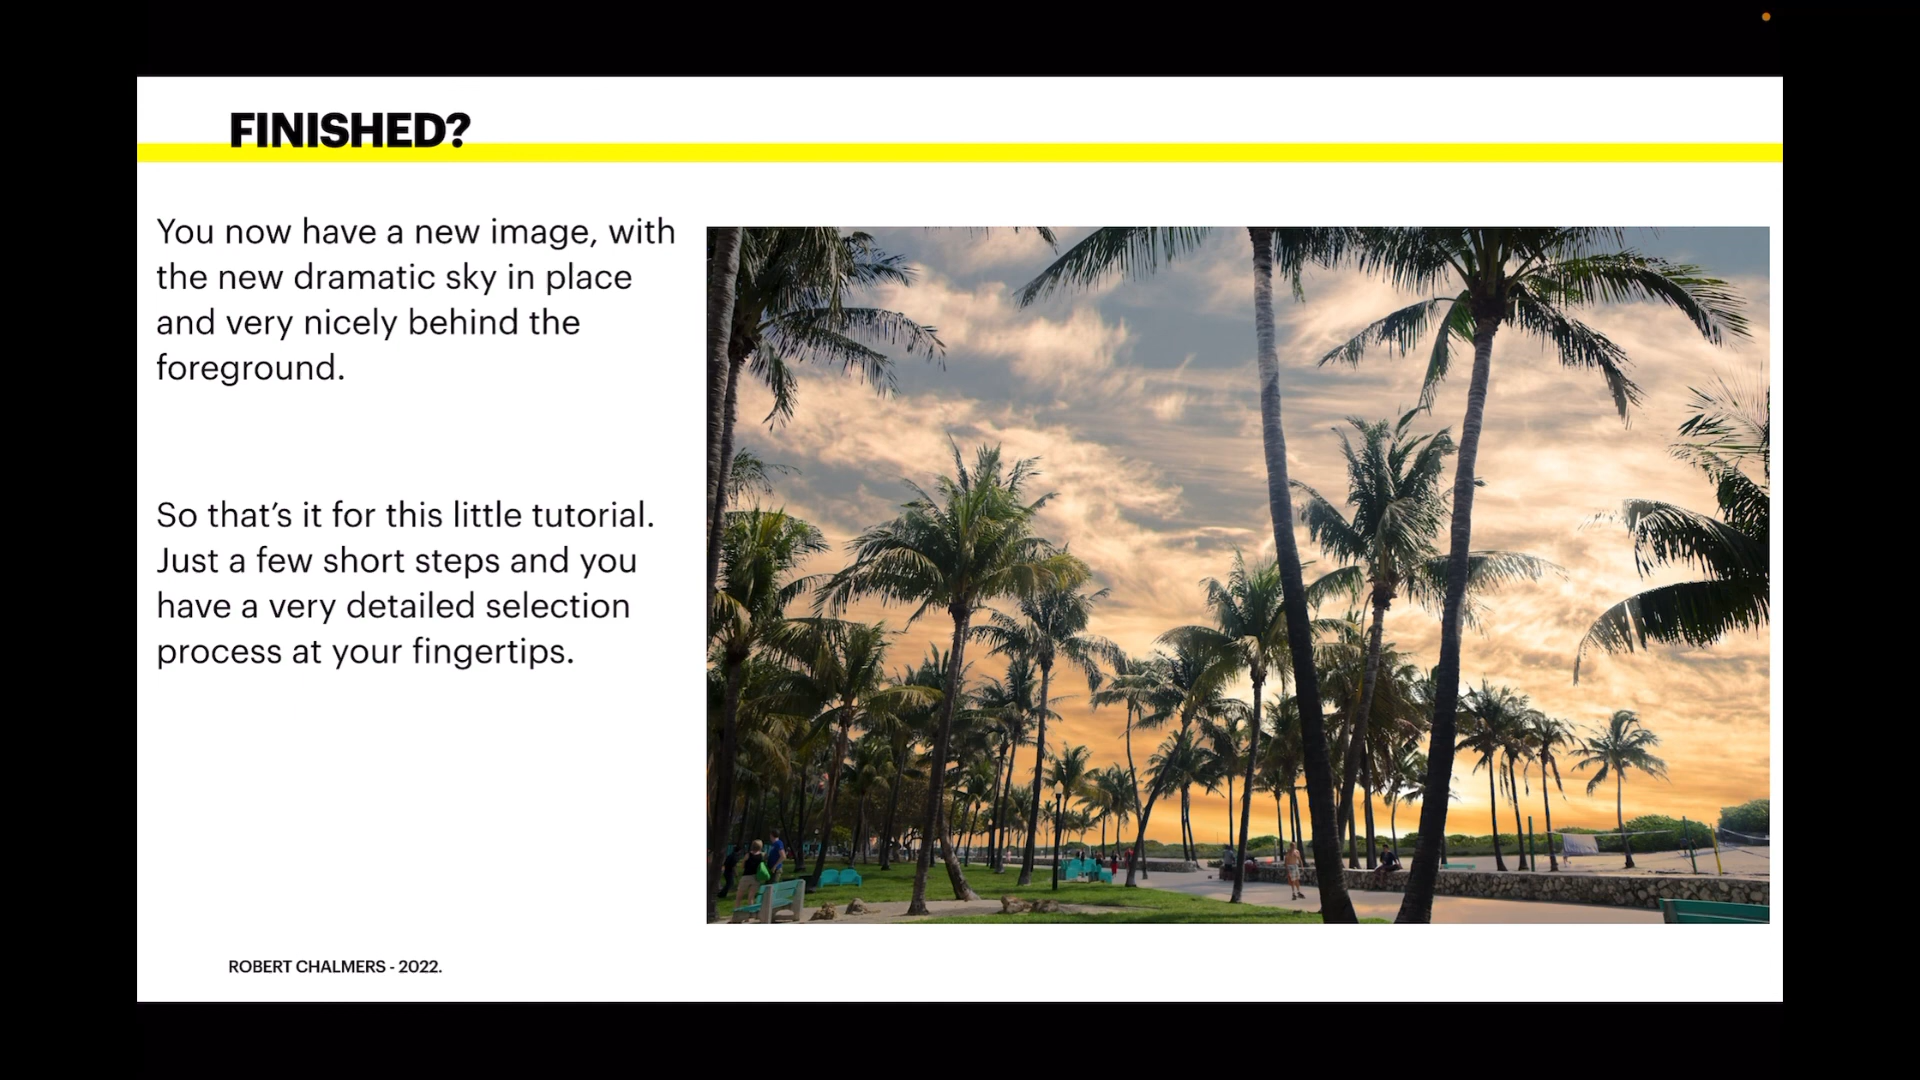 FINISHED?
You now have a new image, with
the new dramatic sky in place
and very nicely behind the
foreground.
So that’s it for this little tutorial.
Just a few short steps and you
have a very detailed selection
process at your fingertips.
ROBERT CHALMERS - 2022.